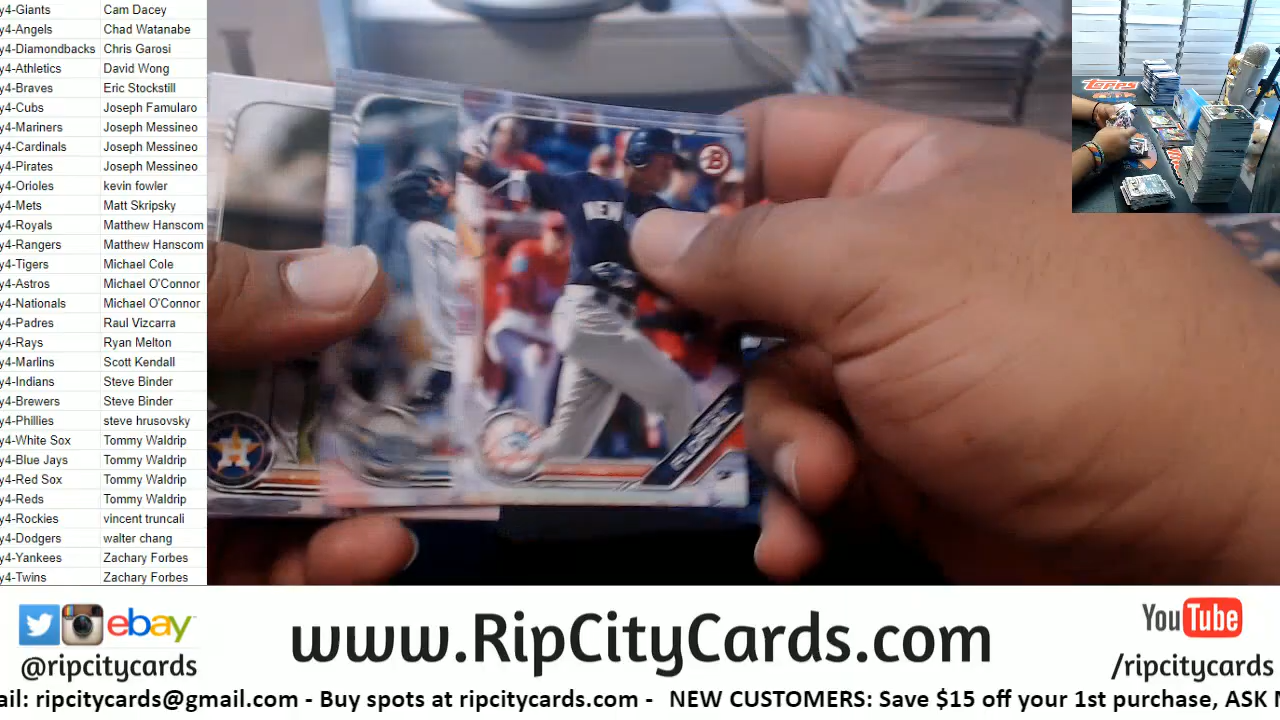 y4-Giants Cam Dacey
y4-Angels Chad Watanabe
y4-Diamondbacks Chris Garosi
y4-Athletics David Wong
y4-Braves Eric Stockstill
y4-Cubs Joseph Famularo
y4-Mariners Joseph Messineo
y4-Cardinals Joseph Messineo
y4-Pirates Joseph Messineo
y4-Orioles kevin fowler
y4-Mets Matt Skripsky
y4-Royals Matthew Hanscom
y4-Rangers Matthew Hanscom
y4-Tigers Michael Cole
y4-Astros Michael O'Connor
y4-Nationals Michael O'Connor
y4-Padres Raul Vizcarra
y4-Rays Ryan Melton
y4-Marlins Scott Kendall
y4-Indians Steve Binder
y4-Brewers Steve Binder
y4-Phillies steve hrusovsky
y4-White Sox Tommy Waldrip
y4-Blue Jays Tommy Waldrip
y4-Red Sox Tommy Waldrip
y4-Reds Tommy Waldrip
y4-Rockies vincent truncali
y4-Dodgers walter chang
y4-Yankees Zachary Forbes
y4-Twins Zachary Forbes
topps
B
NEW
ebay
@ripcitycards
www.RipCityCards.com
YouTube
/ripcitycards
ail: ripcitycards@gmail.com - Buy spots at ripcitycards.com - NEW CUSTOMERS: Save $15 off your 1st purchase, ASK